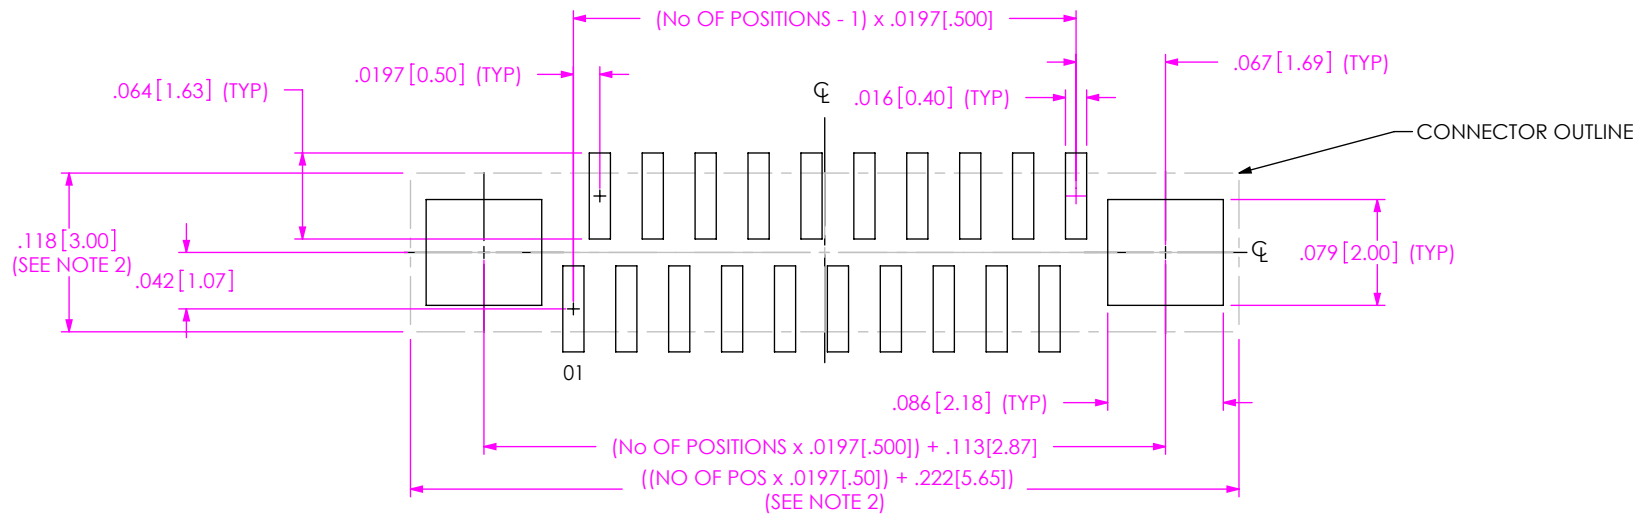 (No OF POSITIONS - 1) x .0197[.500]
.0197[0.50] (TYP)
.067[1.69] (TYP)
.064[1.63] (TYP)
℄
.016[0.40] (TYP)
CONNECTOR OUTLINE
.118[3.00]
(SEE NOTE 2)
℄
.079[2.00] (TYP)
.042[1.07]
01
.086[2.18] (TYP)
(No OF POSITIONS x .0197[.500]) + .113[2.87]
((NO OF POS x .0197[.50]) + .222[5.65])
(SEE NOTE 2)